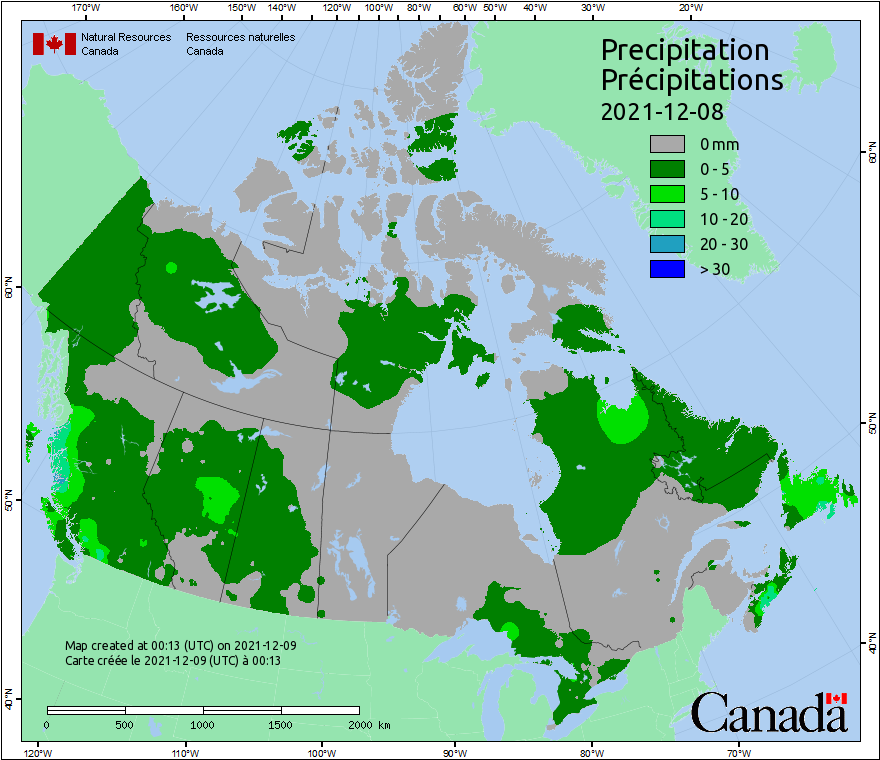 170°W 160°W 150°W 140°W 120°W 100°W 80°W 60°W 50°W 40°W 30°W 20°W
Natural Resources Ressources naturelles
Canada Canada
Precipitation
Précipitations
2021-12-08
0 mm
0 - 5
5 - 10
10 - 20
20 - 30
> 30
60°N
60°N
50°N
50°N
40°N
40°N
Map created at 00:13 (UTC) on 2021-12-09
Carte créée le 2021-12-09 (UTC) à 00:13
0 500 1000 1500 2000 km
Canada
120°W 110°W 100°W 90°W 80°W 70°W